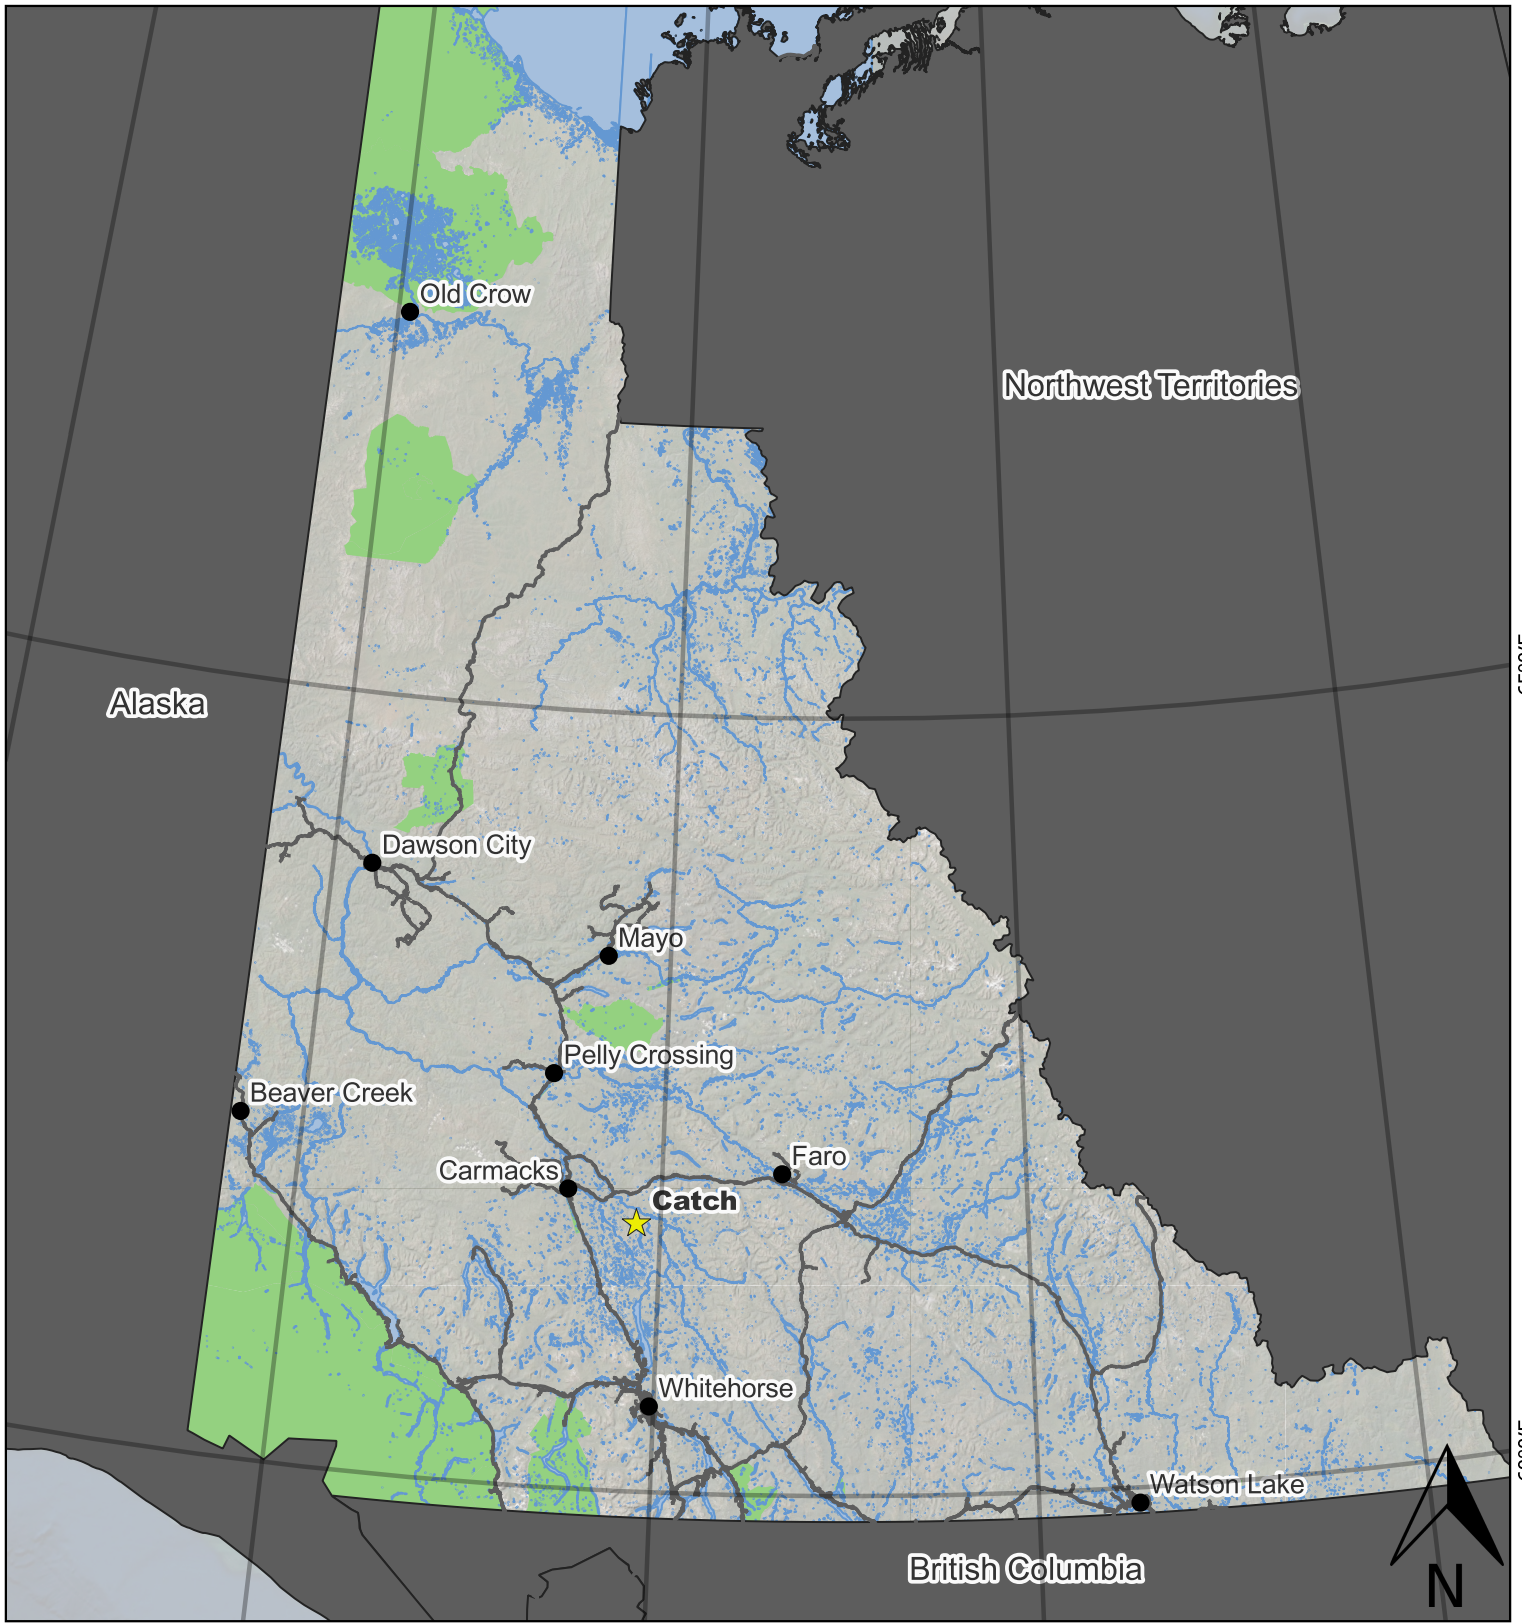 Old Crow
Northwest Territories
Alaska
Dawson City
Mayo
Pelly Crossing
Beaver Creek
Faro
Carmacks
Catch
Whitehorse
Watson Lake
British Columbia
N